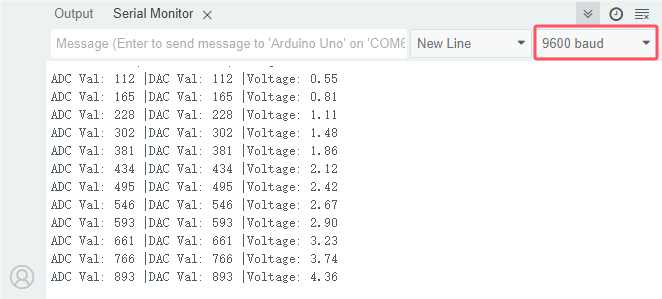 Output Serial Monitor
Message (Enter to send message to 'Arduino Uno' on 'COM6 New Line 9600 baud
ADC Val: 112 |DAC Val: 112 |Voltage: 0.55
ADC Val: 165 |DAC Val: 165 |Voltage: 0.81
ADC Val: 228 |DAC Val: 228 |Voltage: 1.11
ADC Val: 302 |DAC Val: 302 |Voltage: 1.48
ADC Val: 381 |DAC Val: 381 |Voltage: 1.86
ADC Val: 434 |DAC Val: 434 |Voltage: 2.12
ADC Val: 495 |DAC Val: 495 |Voltage: 2.42
ADC Val: 546 |DAC Val: 546 |Voltage: 2.67
ADC Val: 593 |DAC Val: 593 |Voltage: 2.90
ADC Val: 661 |DAC Val: 661 |Voltage: 3.23
ADC Val: 766 |DAC Val: 766 |Voltage: 3.74
ADC Val: 893 |DAC Val: 893 |Voltage: 4.36